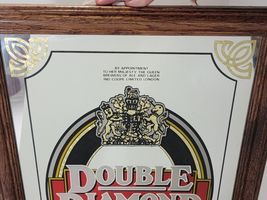 BY APPOINTMENT
TO HER MAJESTY THE QUEEN
BREWERS OF ALE AND LAGER
IND COOPE LIMITED LONDON
DOUBLE
DIAMOND